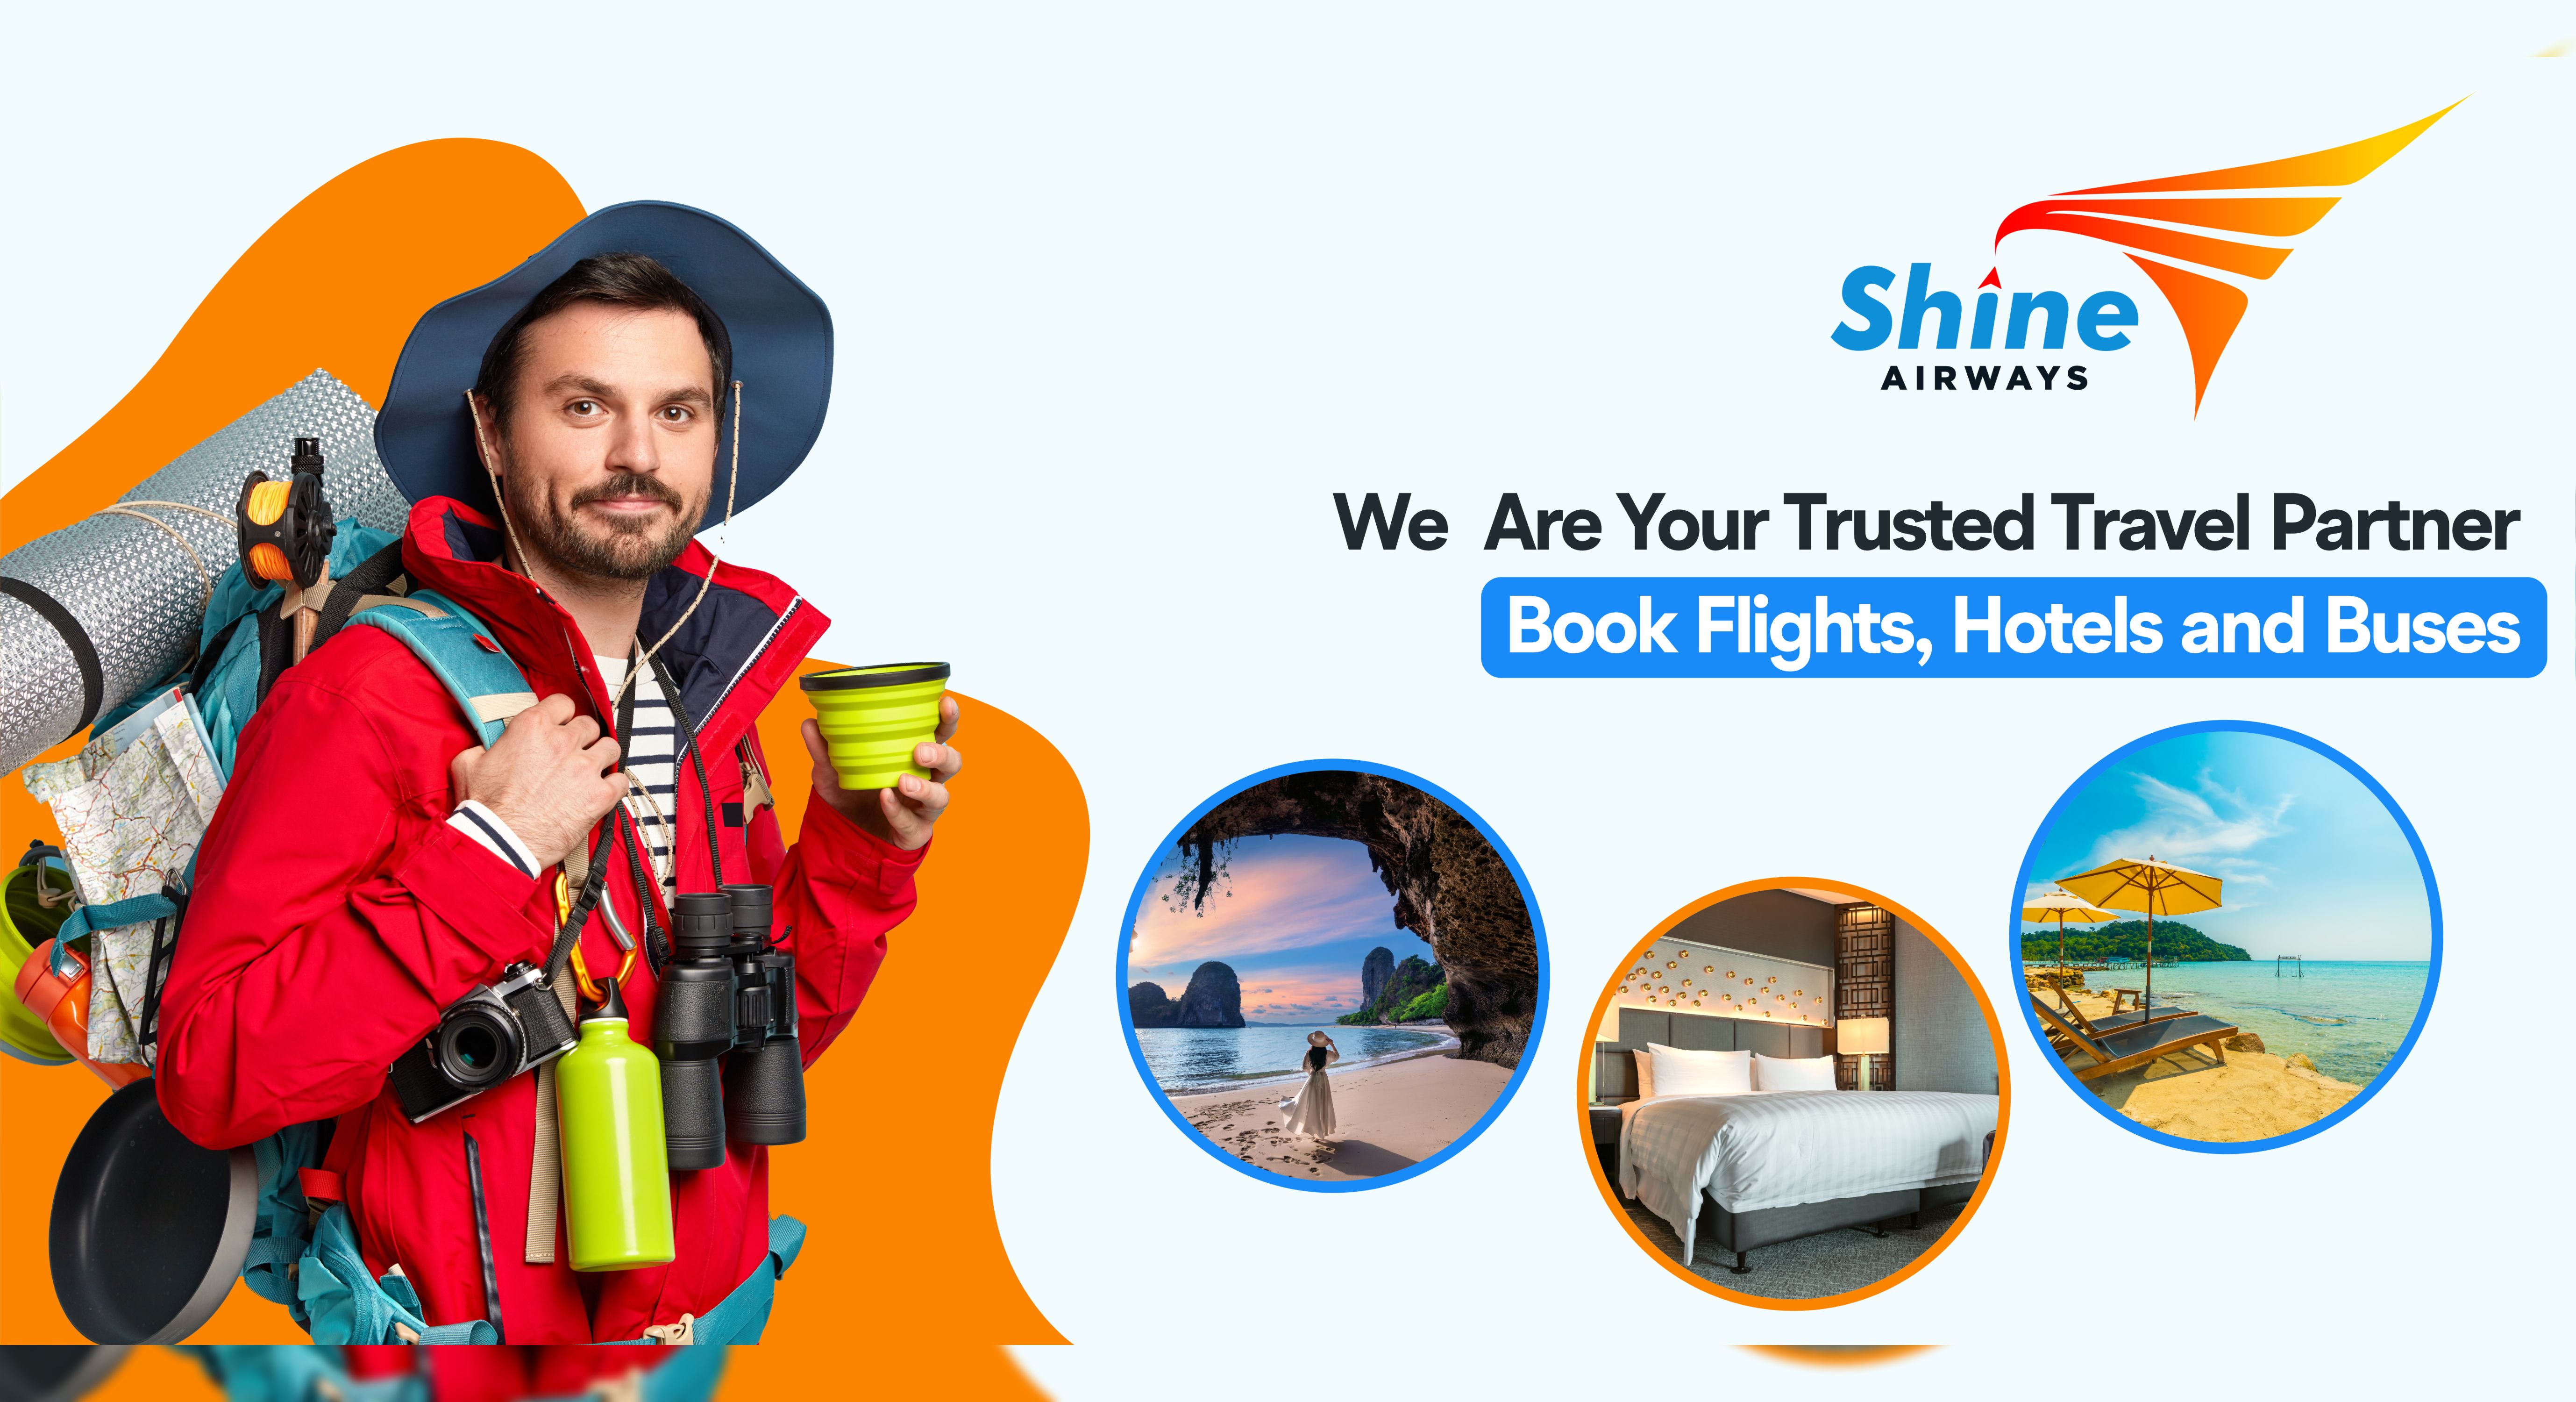 Shine
AIRWAYS
We Are Your Trusted Travel Partner
Book Flights, Hotels and Buses